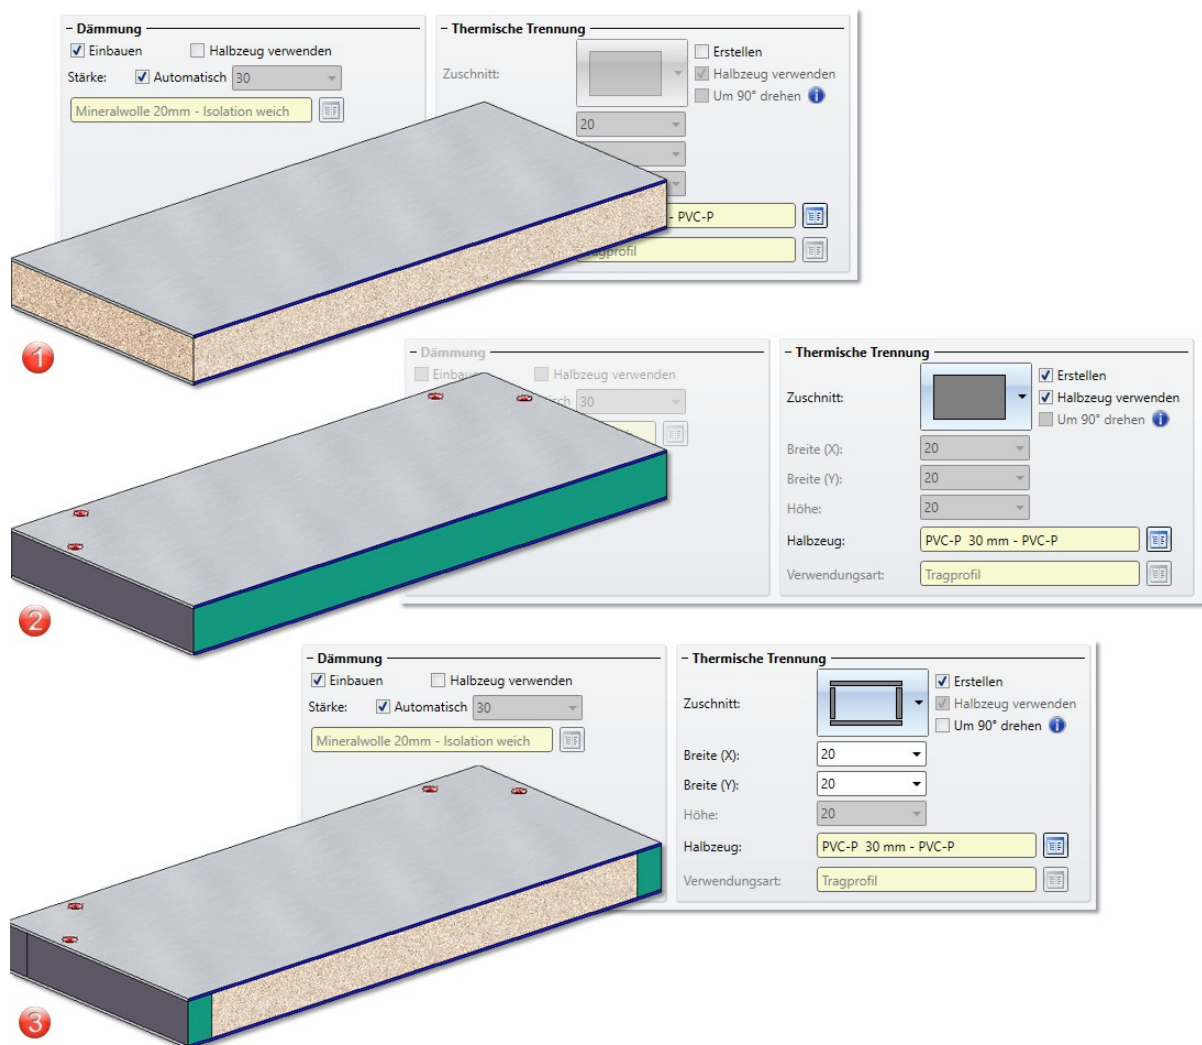 − Dämmung
Einbauen Halbzeug verwenden
Stärke: Automatisch 30
Mineralwolle 20mm - Isolation weich
− Thermische Trennung
Erstellen
Zuschnitt: Halbzeug verwenden
Um 90° drehen i
20
- PVC-P
Tragprofil
1
− Dämmung
Halbzeug verwenden
30
− Thermische Trennung
Erstellen
Zuschnitt: Halbzeug verwenden
Um 90° drehen i
Breite (X): 20
Breite (Y): 20
Höhe: 20
Halbzeug: PVC-P 30 mm - PVC-P
Verwendungsart: Tragprofil
2
− Dämmung
Einbauen Halbzeug verwenden
Stärke: Automatisch 30
Mineralwolle 20mm - Isolation weich
− Thermische Trennung
Erstellen
Zuschnitt: Halbzeug verwenden
Um 90° drehen i
Breite (X): 20
Breite (Y): 20
Höhe: 20
Halbzeug: PVC-P 30 mm - PVC-P
Verwendungsart: Tragprofil
3